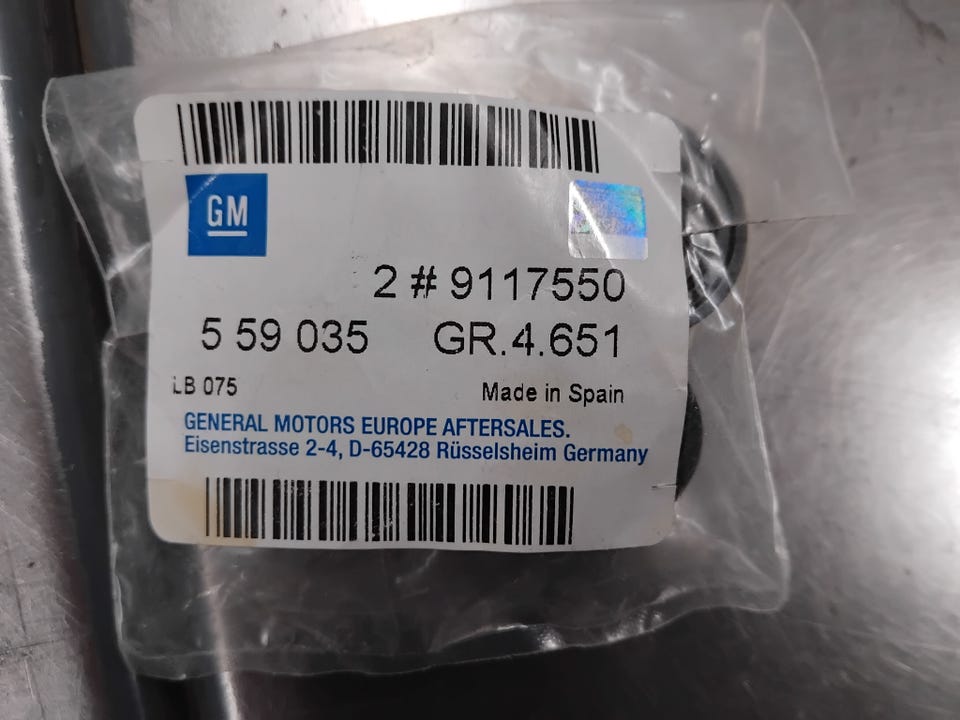 GM
2 # 9117550
5 59 035 GR.4.651
LB 075 Made in Spain
GENERAL MOTORS EUROPE AFTERSALES.
Eisenstrasse 2-4, D-65428 Rüsselsheim Germany